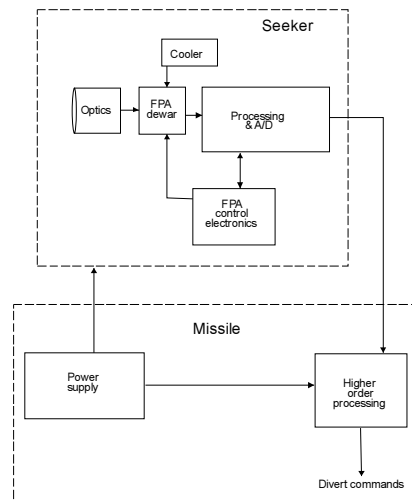 Seeker
Cooler
Optics
FPA
dewar
Processing
& A/D
FPA
control
electronics
Missile
Power
supply
Higher
order
processing
Divert commands